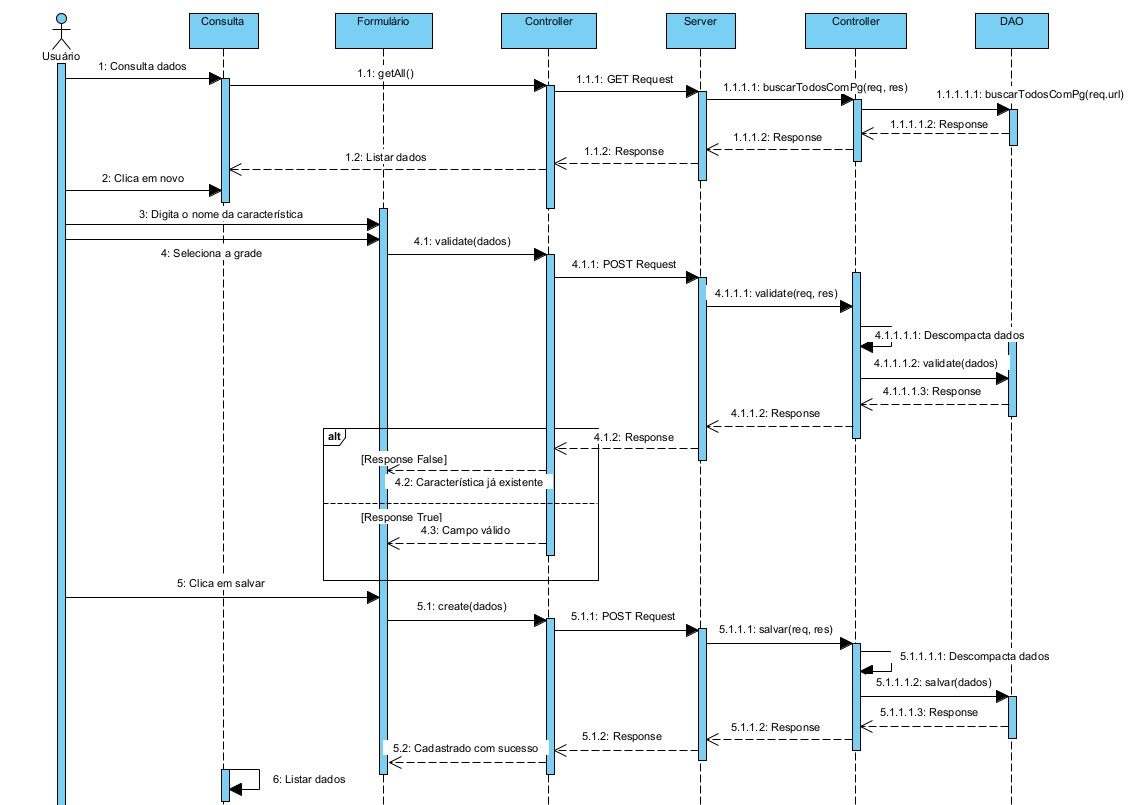 Usuário
Consulta
Formulário
Controller
Server
Controller
DAO
1: Consulta dados
1.1: getAll()
1.1.1: GET Request
1.1.1.1: buscarTodosComPg(req, res)
1.1.1.1.1: buscarTodosComPg(req.url)
1.1.1.1.2: Response
1.1.1.2: Response
1.1.2: Response
1.2: Listar dados
2: Clica em novo
3: Digita o nome da característica
4: Seleciona a grade
4.1: validate(dados)
4.1.1: POST Request
4.1.1.1: validate(req, res)
4.1.1.1.1: Descompacta dados
4.1.1.1.2: validate(dados)
4.1.1.1.3: Response
4.1.1.2: Response
4.1.2: Response
alt
[Response False]
4.2: Característica já existente
[Response True]
4.3: Campo válido
5: Clica em salvar
5.1: create(dados)
5.1.1: POST Request
5.1.1.1: salvar(req, res)
5.1.1.1.1: Descompacta dados
5.1.1.1.2: salvar(dados)
5.1.1.1.3: Response
5.1.1.2: Response
5.1.2: Response
5.2: Cadastrado com sucesso
6: Listar dados